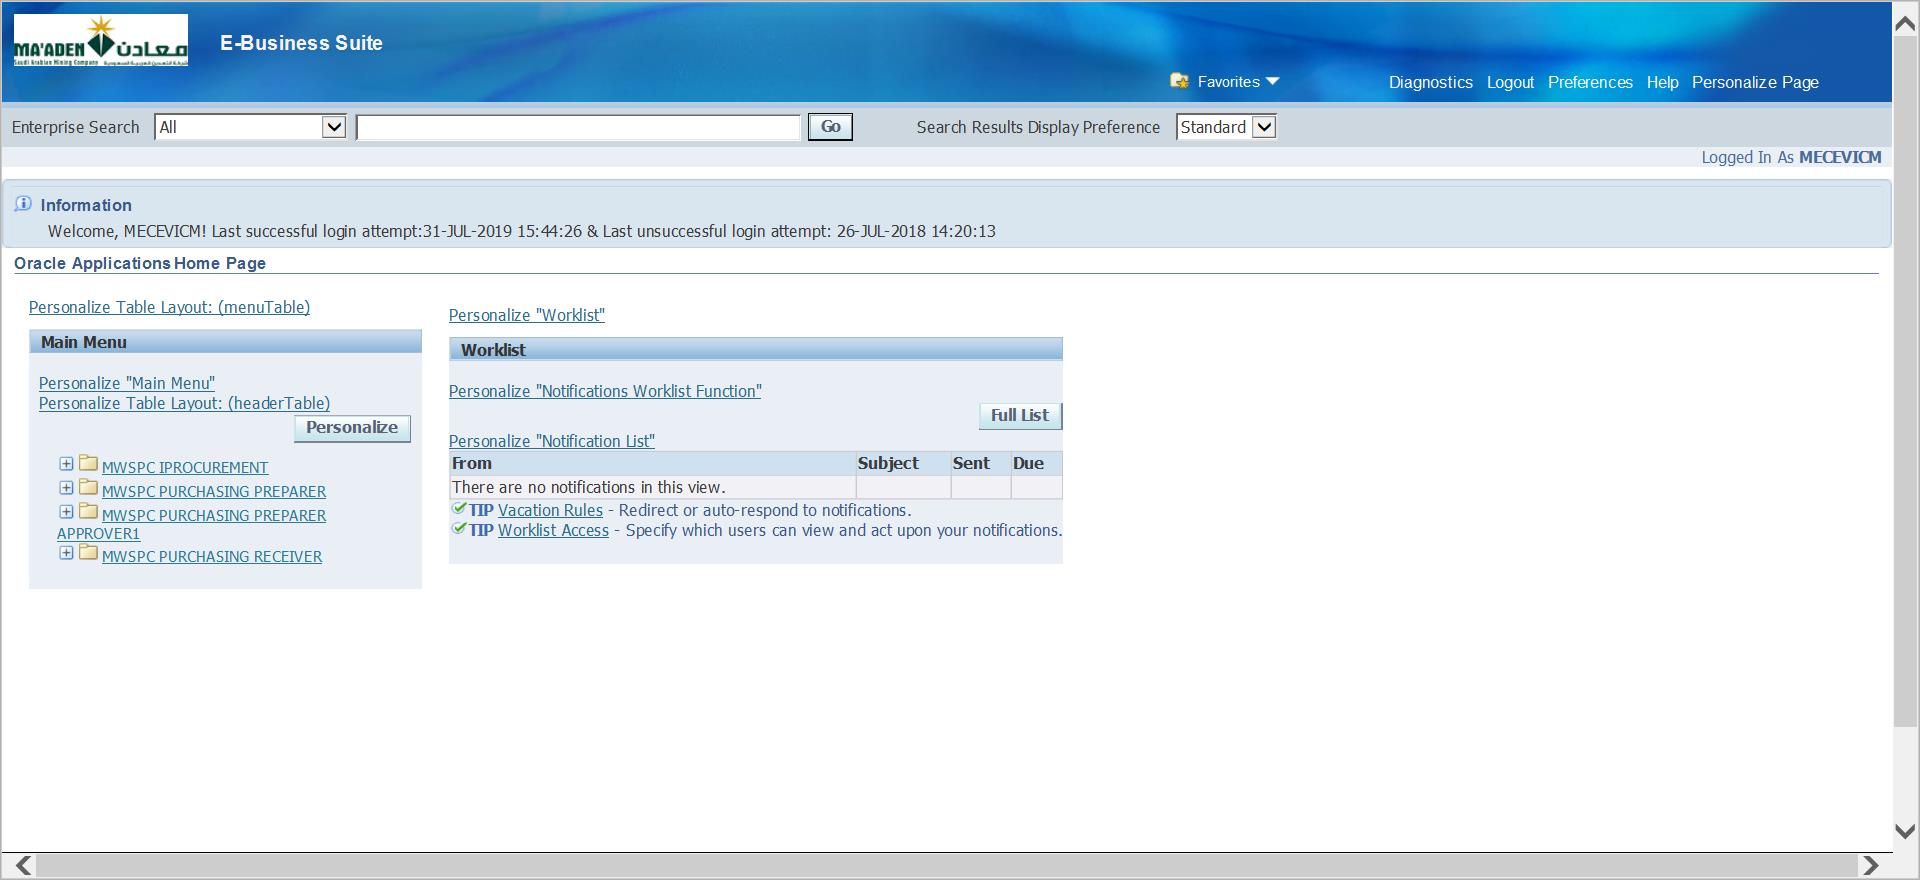 MA'ADEN معادن
Saudi Arabian Mining Company شركة التعدين العربية السعودية
E-Business Suite
Favorites
Diagnostics Logout Preferences Help Personalize Page
Enterprise Search All Go Search Results Display Preference Standard
Logged In As MECEVICM
Information
Welcome, MECEVICM! Last successful login attempt:31-JUL-2019 15:44:26 & Last unsuccessful login attempt: 26-JUL-2018 14:20:13
Oracle Applications Home Page
Personalize Table Layout: (menuTable)
Main Menu
Personalize "Main Menu"
Personalize Table Layout: (headerTable)
Personalize
MWSPC IPROCUREMENT
MWSPC PURCHASING PREPARER
MWSPC PURCHASING PREPARER
APPROVER1
MWSPC PURCHASING RECEIVER
Personalize "Worklist"
Worklist
Personalize "Notifications Worklist Function"
Full List
Personalize "Notification List"
From Subject Sent Due
There are no notifications in this view.
TIP Vacation Rules - Redirect or auto-respond to notifications.
TIP Worklist Access - Specify which users can view and act upon your notifications.